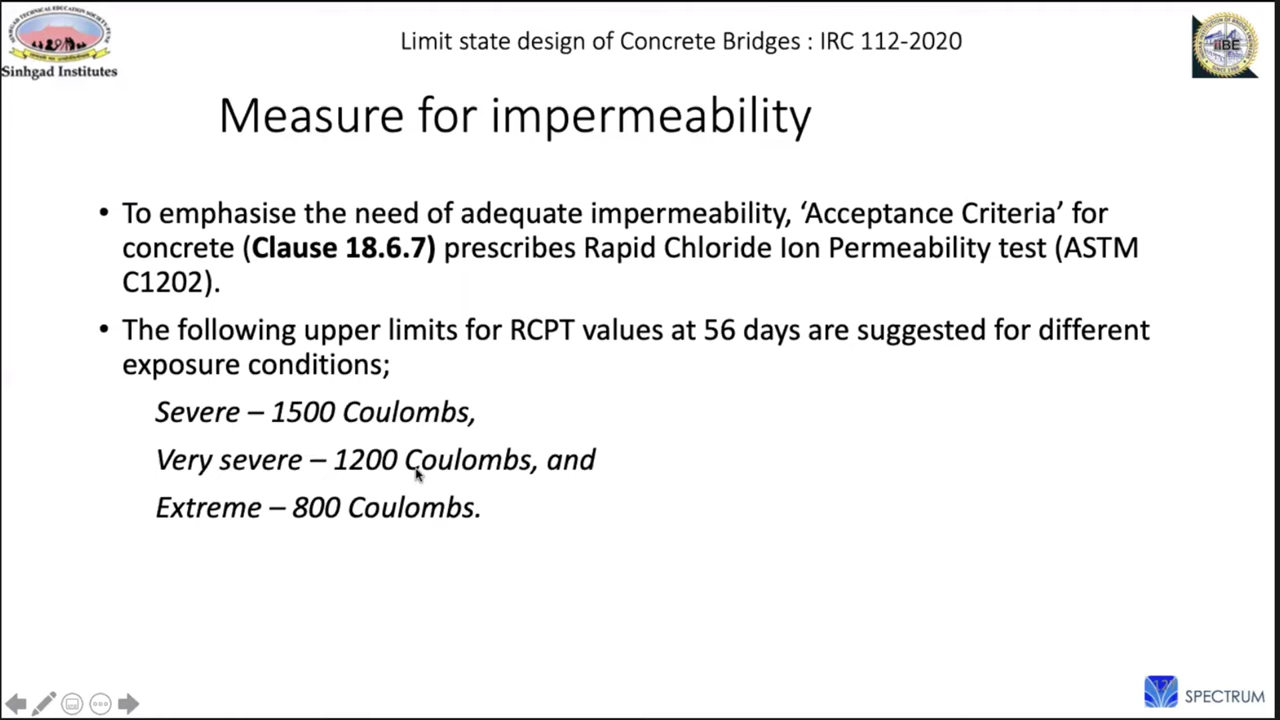 Limit state design of Concrete Bridges : IRC 112-2020
Sinhgad Institutes
iiBE
Measure for impermeability
• To emphasise the need of adequate impermeability, ‘Acceptance Criteria’ for
concrete (Clause 18.6.7) prescribes Rapid Chloride Ion Permeability test (ASTM
C1202).
• The following upper limits for RCPT values at 56 days are suggested for different
exposure conditions;
Severe – 1500 Coulombs,
Very severe – 1200 Coulombs, and
Extreme – 800 Coulombs.
SPECTRUM